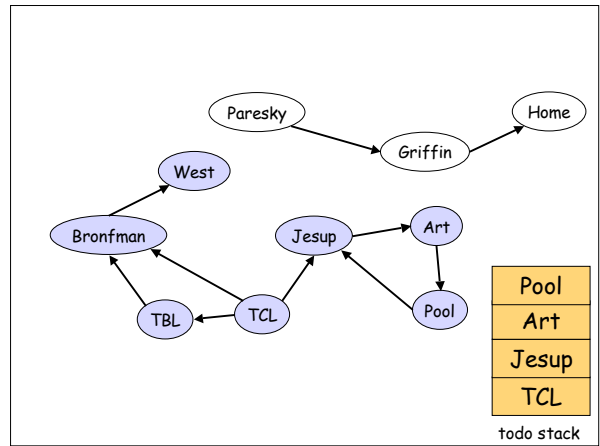 Paresky
Home
Griffin
West
Bronfman
Jesup
Art
TBL
TCL
Pool
Pool
Art
Jesup
TCL
todo stack